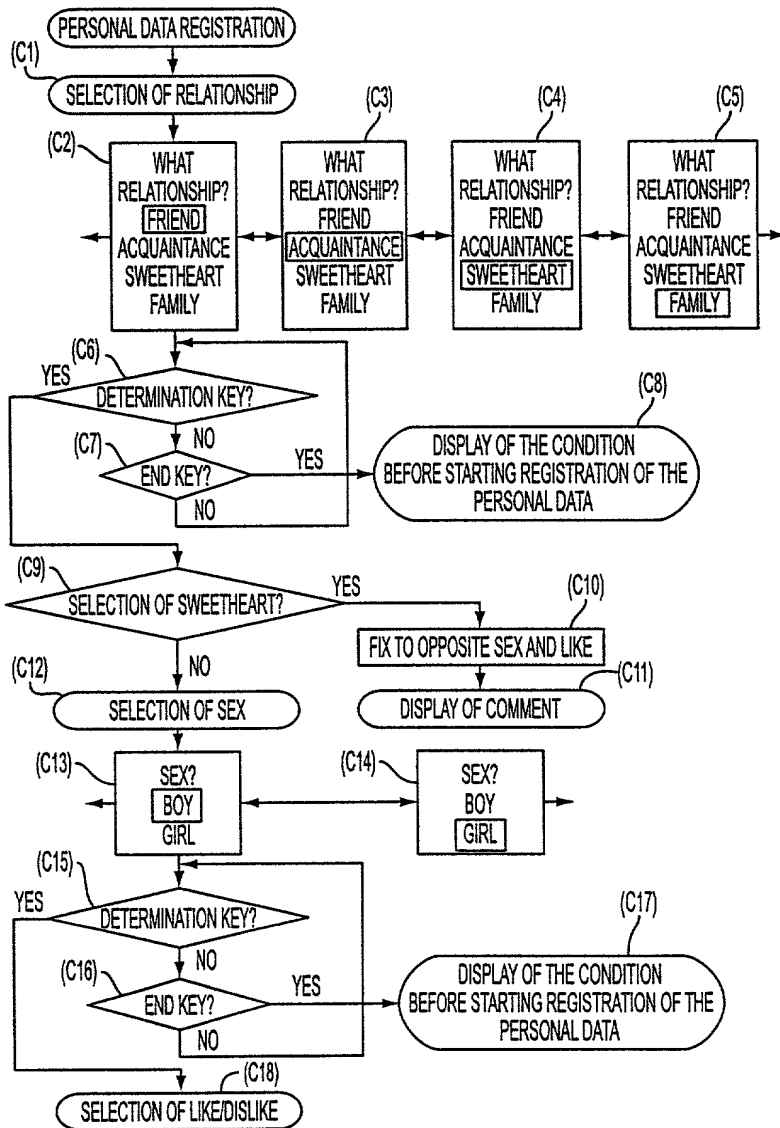 PERSONAL DATA REGISTRATION
(C1)
SELECTION OF RELATIONSHIP
(C2)
WHAT
RELATIONSHIP?
FRIEND
ACQUAINTANCE
SWEETHEART
FAMILY
(C3)
WHAT
RELATIONSHIP?
FRIEND
ACQUAINTANCE
SWEETHEART
FAMILY
(C4)
WHAT
RELATIONSHIP?
FRIEND
ACQUAINTANCE
SWEETHEART
FAMILY
(C5)
WHAT
RELATIONSHIP?
FRIEND
ACQUAINTANCE
SWEETHEART
FAMILY
(C6)
YES
DETERMINATION KEY?
NO
(C7)
END KEY?
YES
NO
(C8)
DISPLAY OF THE CONDITION
BEFORE STARTING REGISTRATION OF THE
PERSONAL DATA
(C9)
SELECTION OF SWEETHEART?
YES
NO
(C10)
FIX TO OPPOSITE SEX AND LIKE
(C11)
DISPLAY OF COMMENT
(C12)
SELECTION OF SEX
(C13)
SEX?
BOY
GIRL
(C14)
SEX?
BOY
GIRL
(C15)
YES
DETERMINATION KEY?
NO
(C16)
END KEY?
YES
NO
(C17)
DISPLAY OF THE CONDITION
BEFORE STARTING REGISTRATION OF THE
PERSONAL DATA
(C18)
SELECTION OF LIKE/DISLIKE